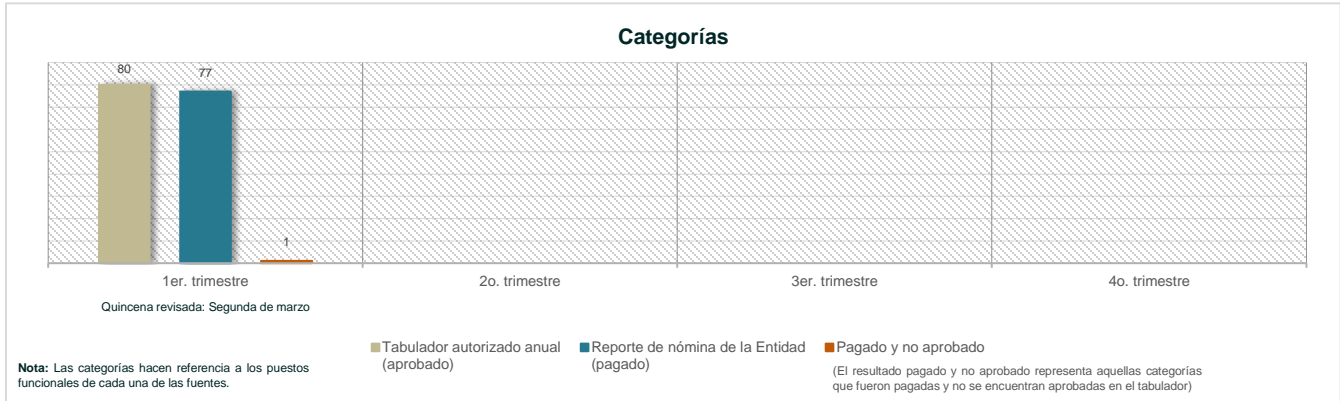 Categorías
80
77
1
1er. trimestre
2o. trimestre
3er. trimestre
4o. trimestre
Quincena revisada: Segunda de marzo
Tabulador autorizado anual
(aprobado)
Reporte de nómina de la Entidad
(pagado)
Pagado y no aprobado
(El resultado pagado y no aprobado representa aquellas categorías
que fueron pagadas y no se encuentran aprobadas en el tabulador)
Nota: Las categorías hacen referencia a los puestos
funcionales de cada una de las fuentes.